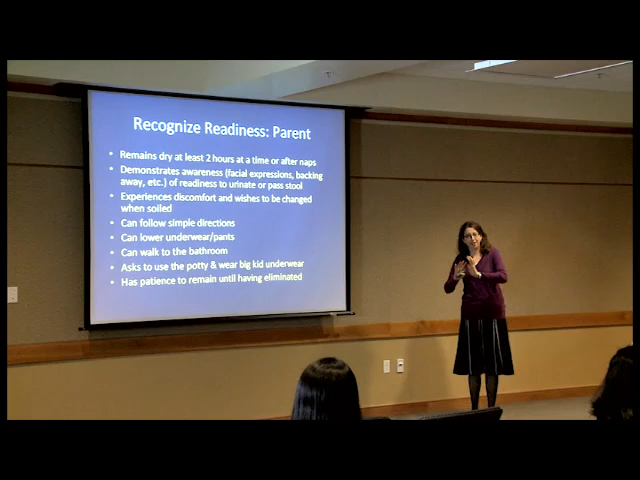 Recognize Readiness: Parent
• Remains dry at least 2 hours at a time or after naps
• Demonstrates awareness (facial expressions, backing
away, etc.) of readiness to urinate or pass stool
• Experiences discomfort and wishes to be changed
when soiled
• Can follow simple directions
• Can lower underwear/pants
• Can walk to the bathroom
• Asks to use the potty & wear big kid underwear
• Has patience to remain until having eliminated